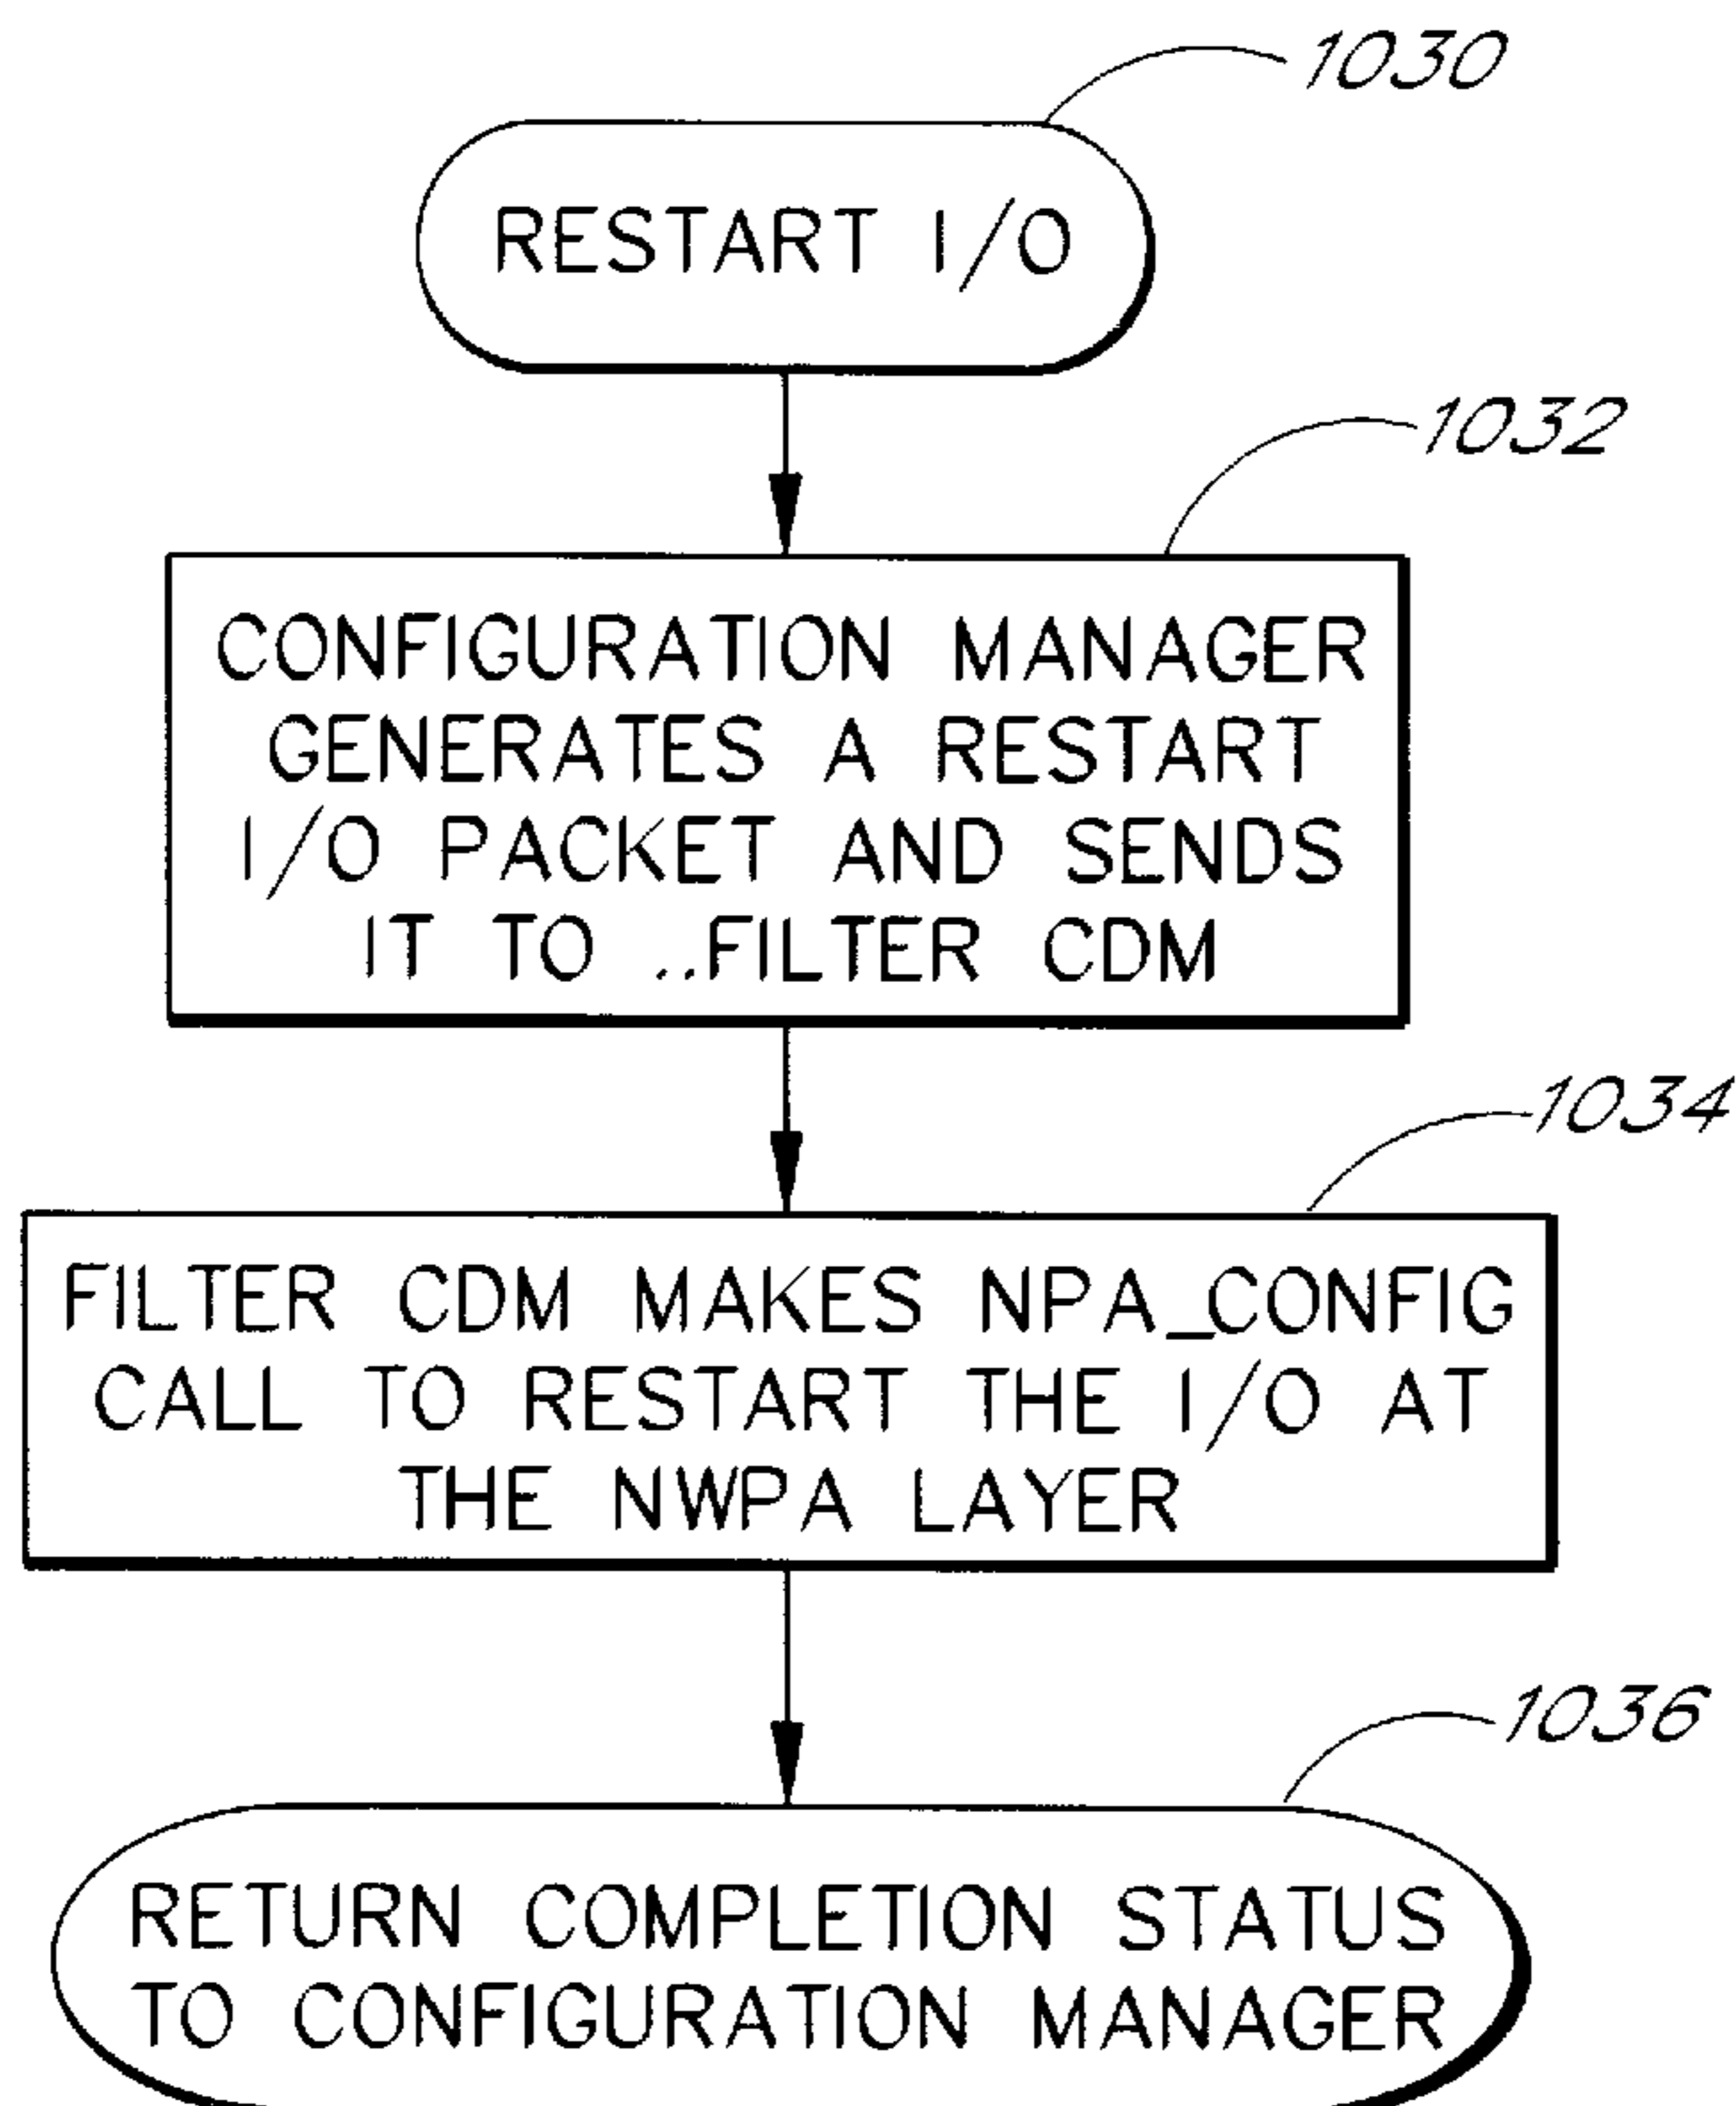 1030
RESTART I/O
1032
CONFIGURATION MANAGER
GENERATES A RESTART
I/O PACKET AND SENDS
IT TO ..FILTER CDM
1034
FILTER CDM MAKES NPA_CONFIG
CALL TO RESTART THE I/O AT
THE NWPA LAYER
1036
RETURN COMPLETION STATUS
TO CONFIGURATION MANAGER